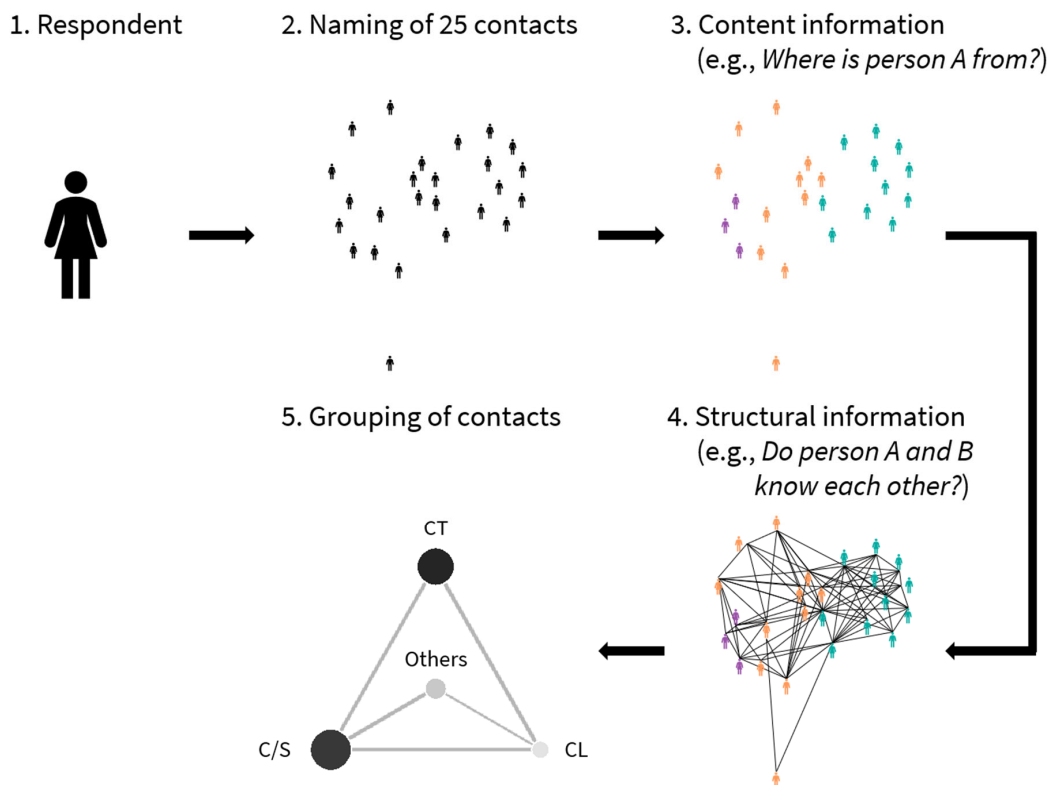 1. Respondent
2. Naming of 25 contacts
3. Content information
(e.g., Where is person A from?)
5. Grouping of contacts
4. Structural information
(e.g., Do person A and B
know each other?)
CT
Others
C/S
CL